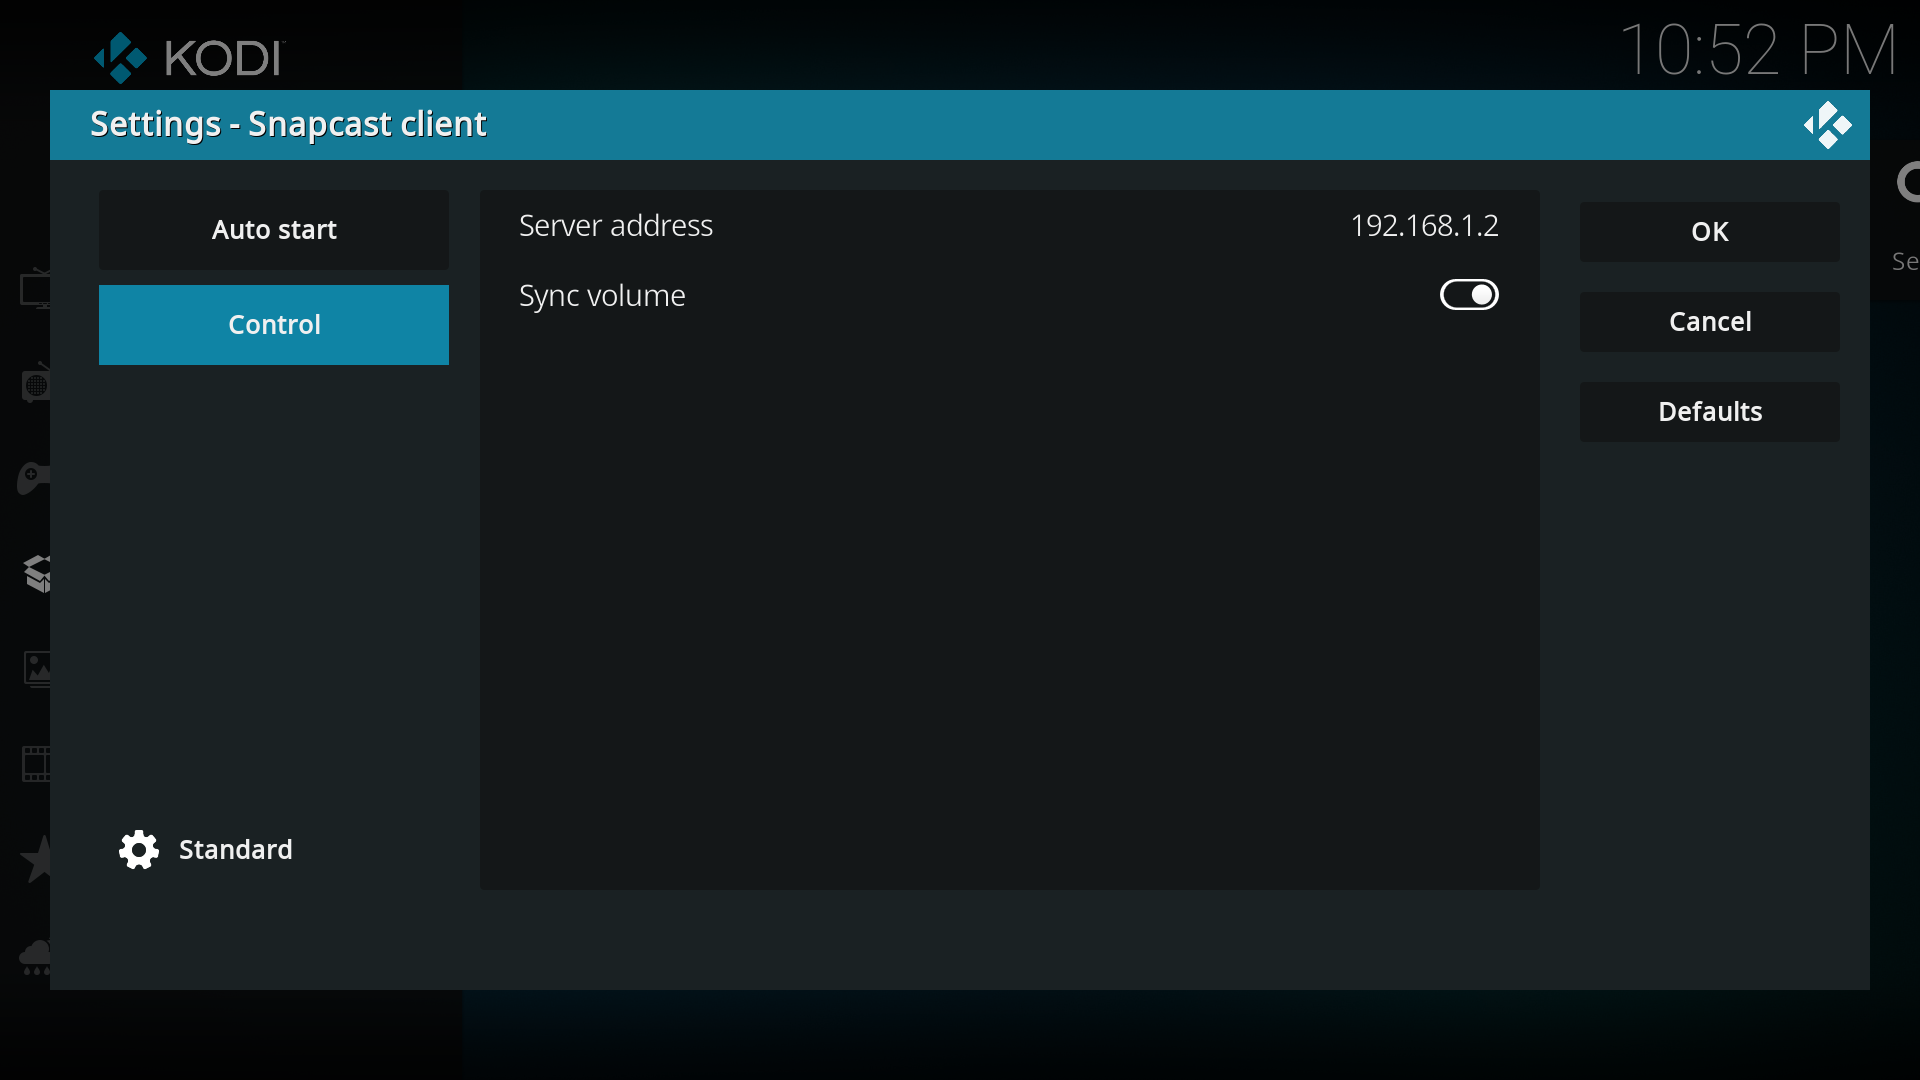 KODI
10:52 PM
Settings - Snapcast client
Auto start
Control
Server address
192.168.1.2
Sync volume
OK
Cancel
Defaults
Standard